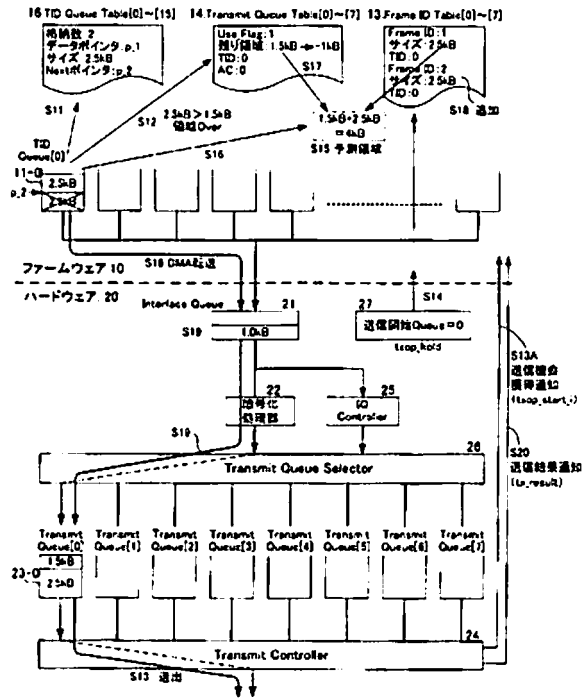 16 TID Queue Table[0]~[15]
格納数 2
データポインタ:p_1
サイズ 2.5kB
Nextポインタ:p_2
14.Transmit Queue Table[0]~[7]
Use Flag:1
残り領域:1.5kB ⇐-1kB
TID:0
AC:0
13.Frame ID Table[0]~[7]
Frame ID:1
サイズ:2.5kB
TID:0
Frame ID:2
サイズ:2.5kB
TID:0
S17
S18 追加
S11
S12
2.5kB>1.5kB
領域Over
S16
1.5kB+2.5kB
=4kB
S15 予測領域
TID
Queue[0]
11-0
2.5kB
p_2
2.5kB
S18 DMA転送
ファームウェア 10
ハードウェア 20
Interface Queue
21
S19
1.0kB
27
S14
送信開始Queue=0
txop_hold
S13A
送信機会
獲得通知
(txop_start_i)
22
暗号化
処理器
25
Controller
S19
26
Transmit Queue Selector
S20
送信結果通知
(tx_result)
Transmit
Queue[0]
Transmit
Queue[1]
Transmit
Queue[2]
Transmit
Queue[3]
Transmit
Queue[4]
Transmit
Queue[5]
Transmit
Queue[6]
Transmit
Queue[7]
1.5kB
23-0
2.5kB
24
Transmit Controller
S13 送出